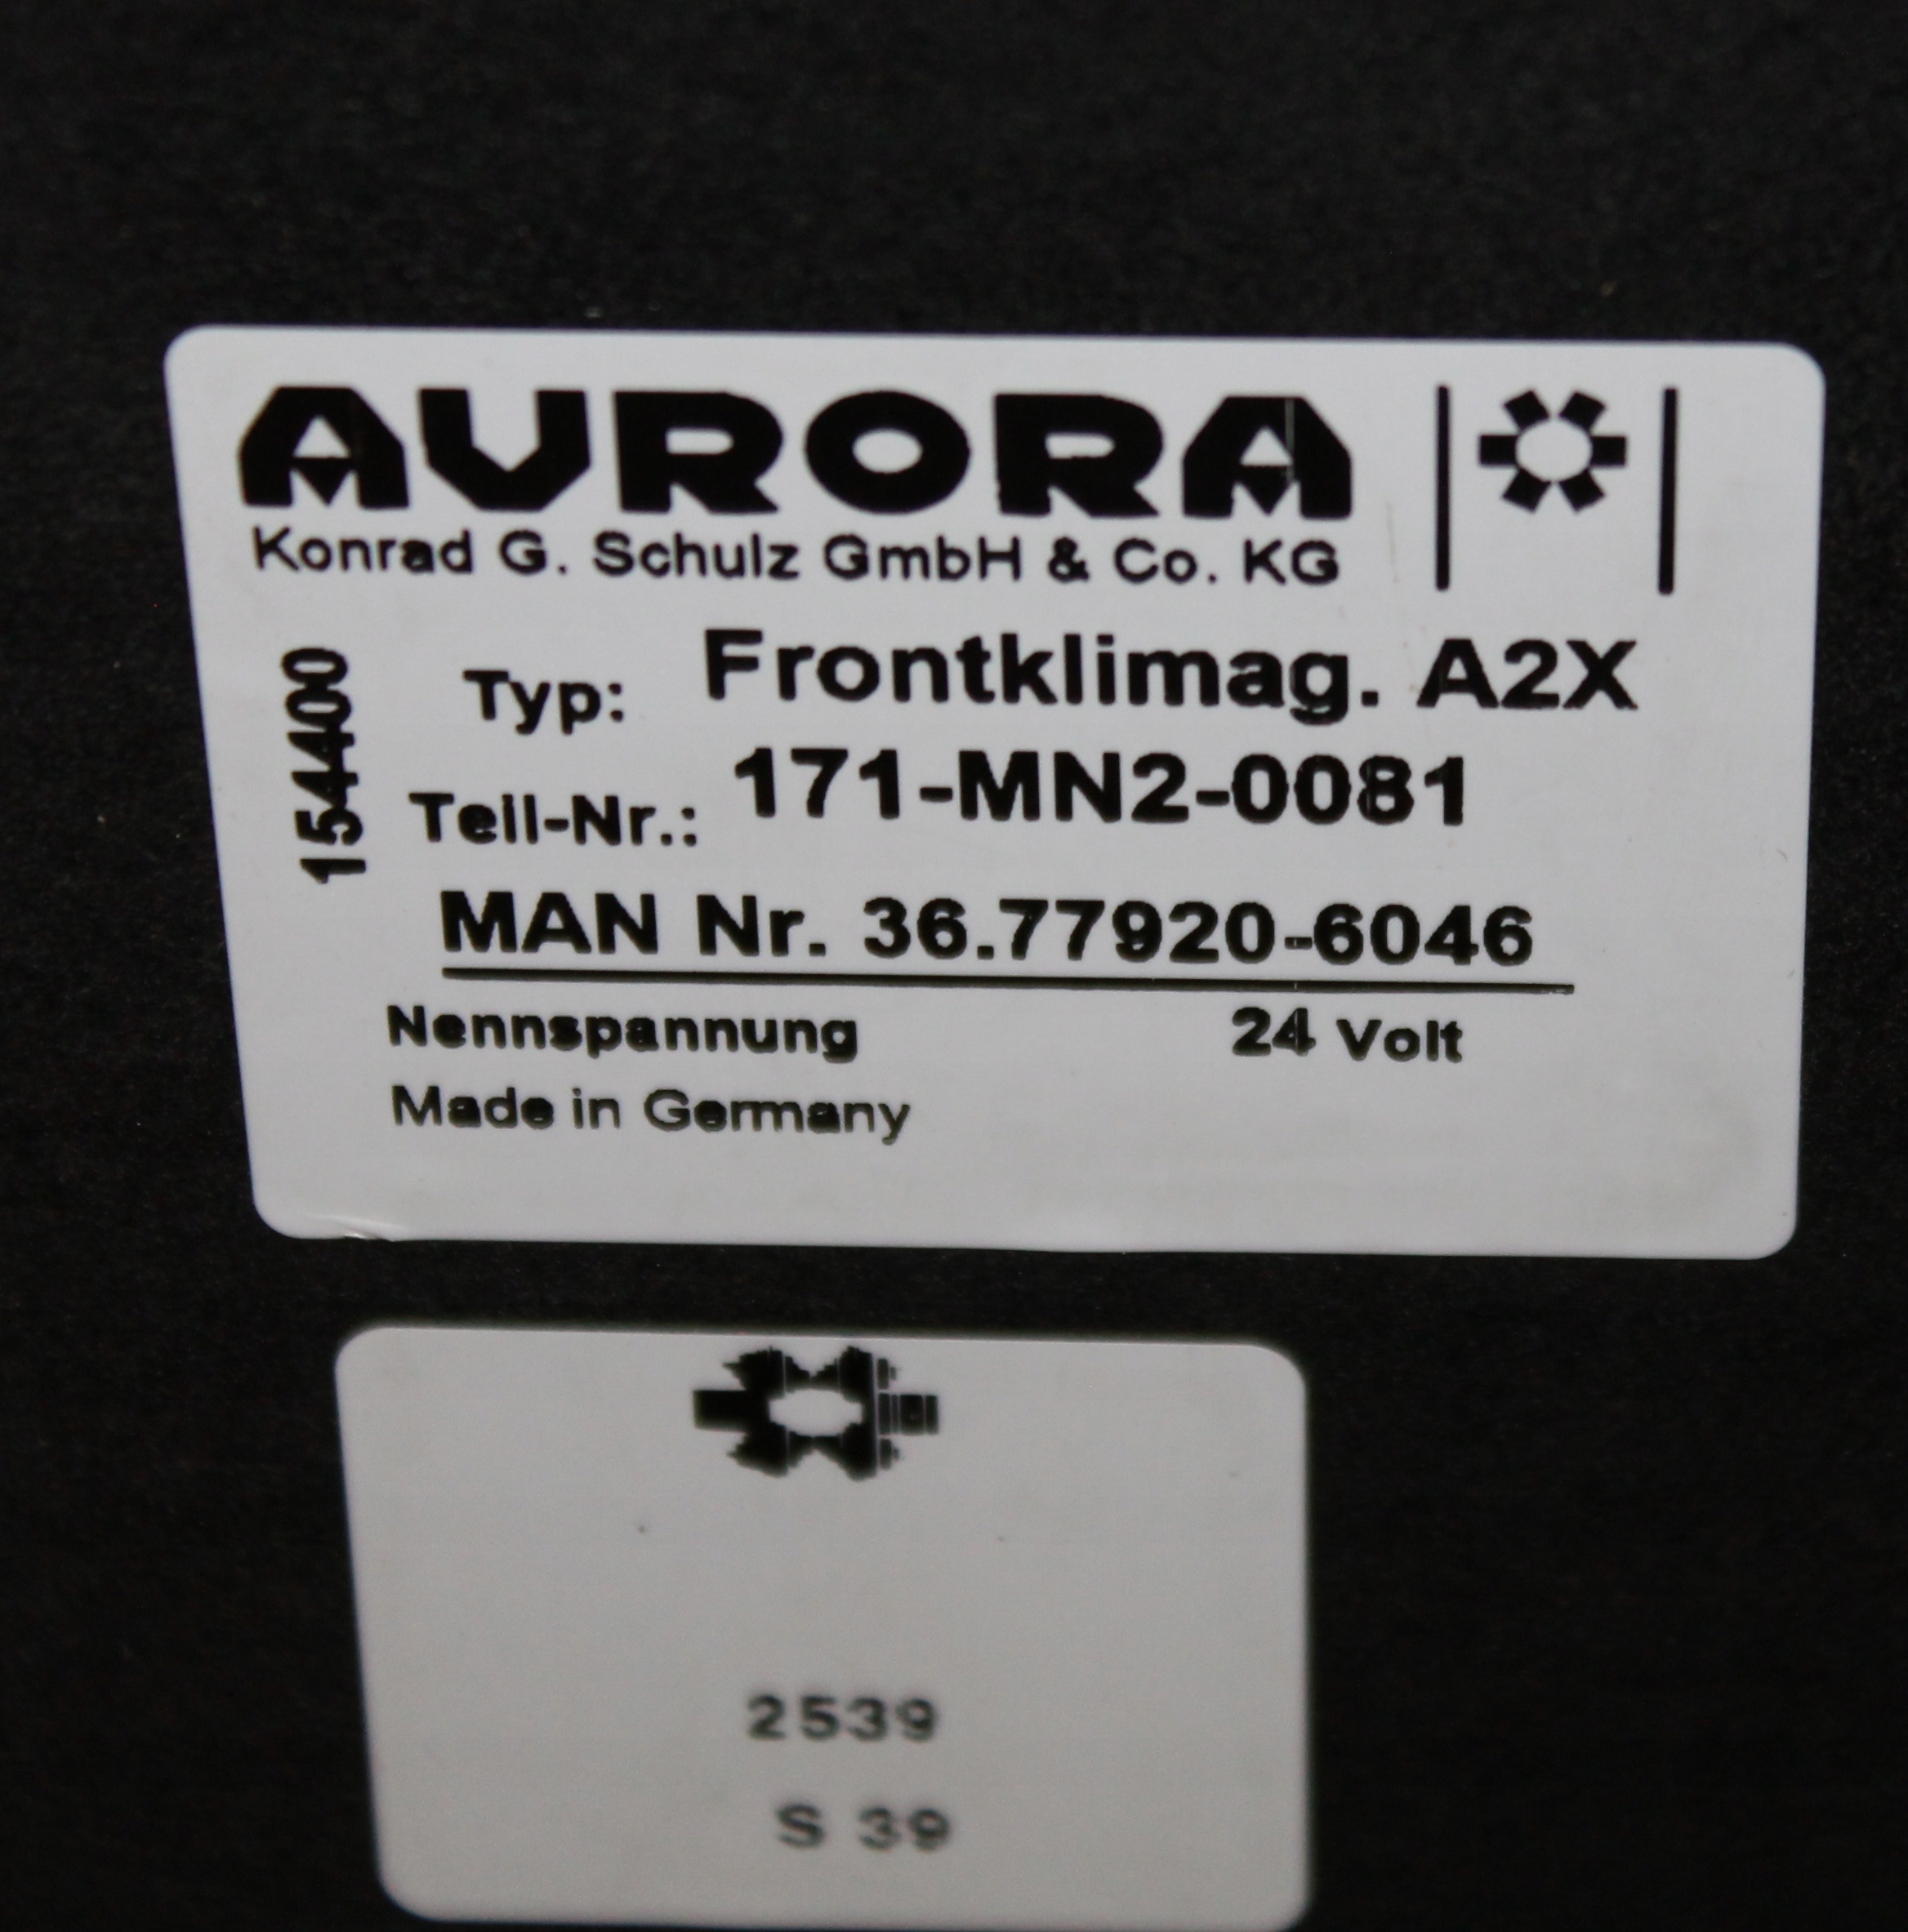 AURORA
Konrad G. Schulz GmbH & Co. KG
154400
Typ: Frontklimag. A2X
Teil-Nr.: 171-MN2-0081
MAN Nr. 36.77920-6046
Nennspannung 24 Volt
Made in Germany
2539
S 39